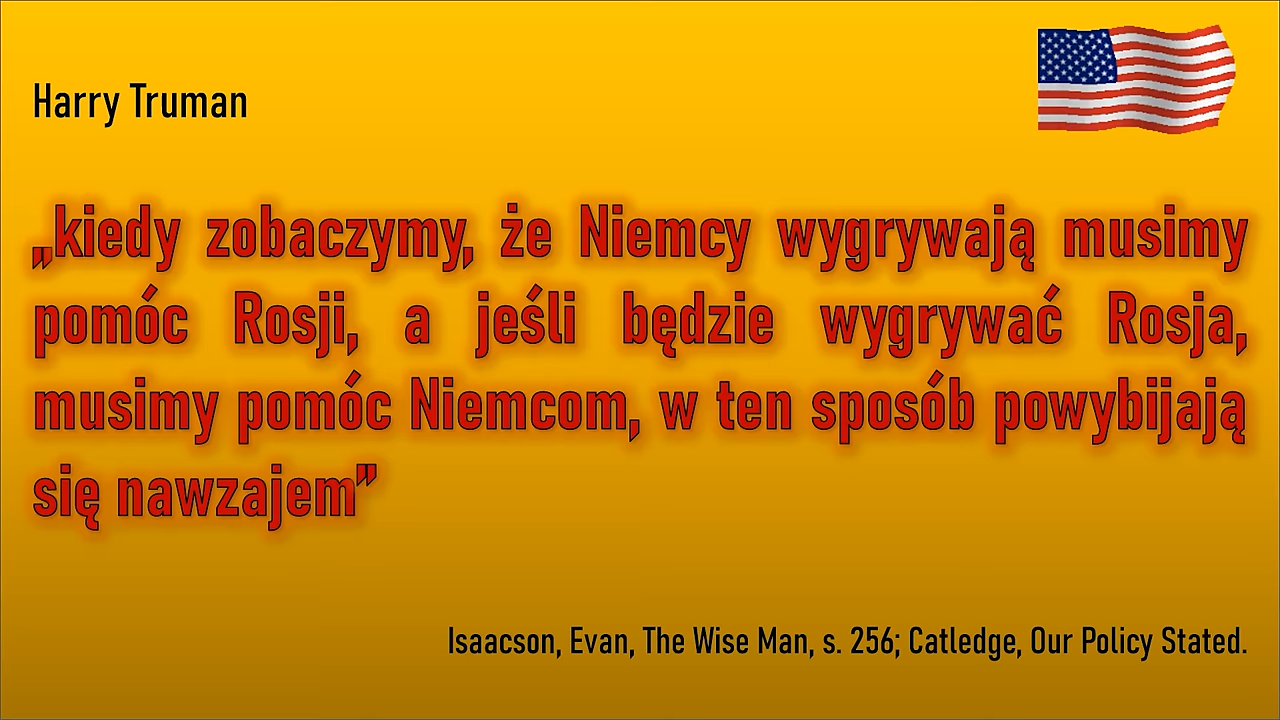 Harry Truman
„kiedy zobaczymy, że Niemcy wygrywają musimy
pomóc Rosji, a jeśli będzie wygrywać Rosja,
musimy pomóc Niemcom, w ten sposób powybijają
się nawzajem”
Isaacson, Evan, The Wise Man, s. 256; Catledge, Our Policy Stated.